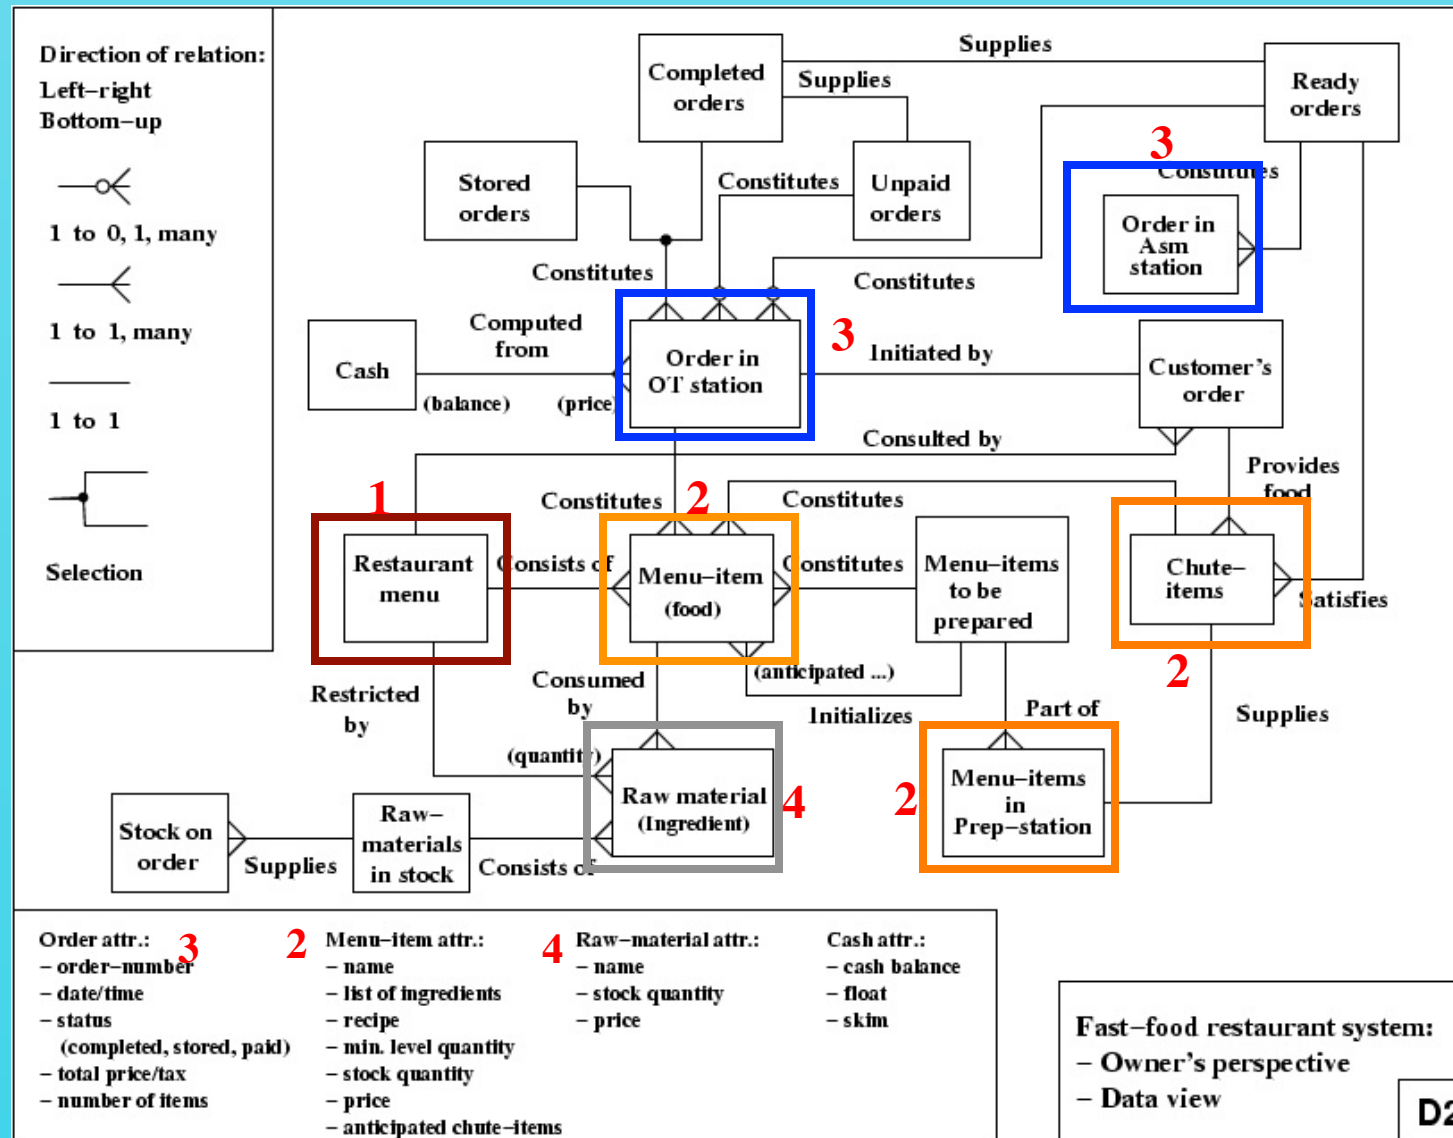 Direction of relation:
Left-right
Bottom-up
1 to 0, 1, many
1 to 1, many
1 to 1
Selection
Completed
orders
Supplies
Supplies
Ready
orders
Stored
orders
Constitutes
Unpaid
orders
3
Constitutes
Order in
Asm
station
Constitutes
Constitutes
Cash
Computed
from
(balance)
(price)
Order in
OT station
3
Initiated by
Customer's
order
Consulted by
Provides
food
1
Constitutes
2
Constitutes
Restaurant
menu
Consists of
Menu-item
(food)
Constitutes
Menu-items
to be
prepared
Chute-
items
Satisfies
2
Restricted
by
Consumed
by
(anticipated ...)
Initializes
Part of
Supplies
(quantity)
Raw material
(Ingredient)
4
2
Menu-items
in
Prep-station
Stock on
order
Supplies
Raw-
materials
in stock
Consists of
Order attr.:
3
- order-number
- date/time
- status
(completed, stored, paid)
- total price/tax
- number of items
2
Menu-item attr.:
- name
- list of ingredients
- recipe
- min. level quantity
- stock quantity
- price
- anticipated chute-items
4
Raw-material attr.:
- name
- stock quantity
- price
Cash attr.:
- cash balance
- float
- skim
Fast-food restaurant system:
- Owner's perspective
- Data view
D2